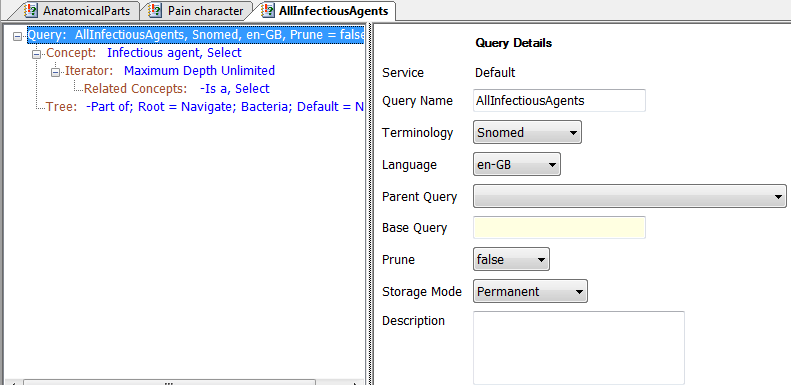 AnatomicalParts Pain character AllInfectiousAgents
Query: AllInfectiousAgents, Snomed, en-GB, Prune = false
Concept: Infectious agent, Select
Iterator: Maximum Depth Unlimited
Related Concepts: -Is a, Select
Tree: -Part of; Root = Navigate; Bacteria; Default = N
Query Details
Service Default
Query Name AllInfectiousAgents
Terminology Snomed
Language en-GB
Parent Query
Base Query
Prune false
Storage Mode Permanent
Description